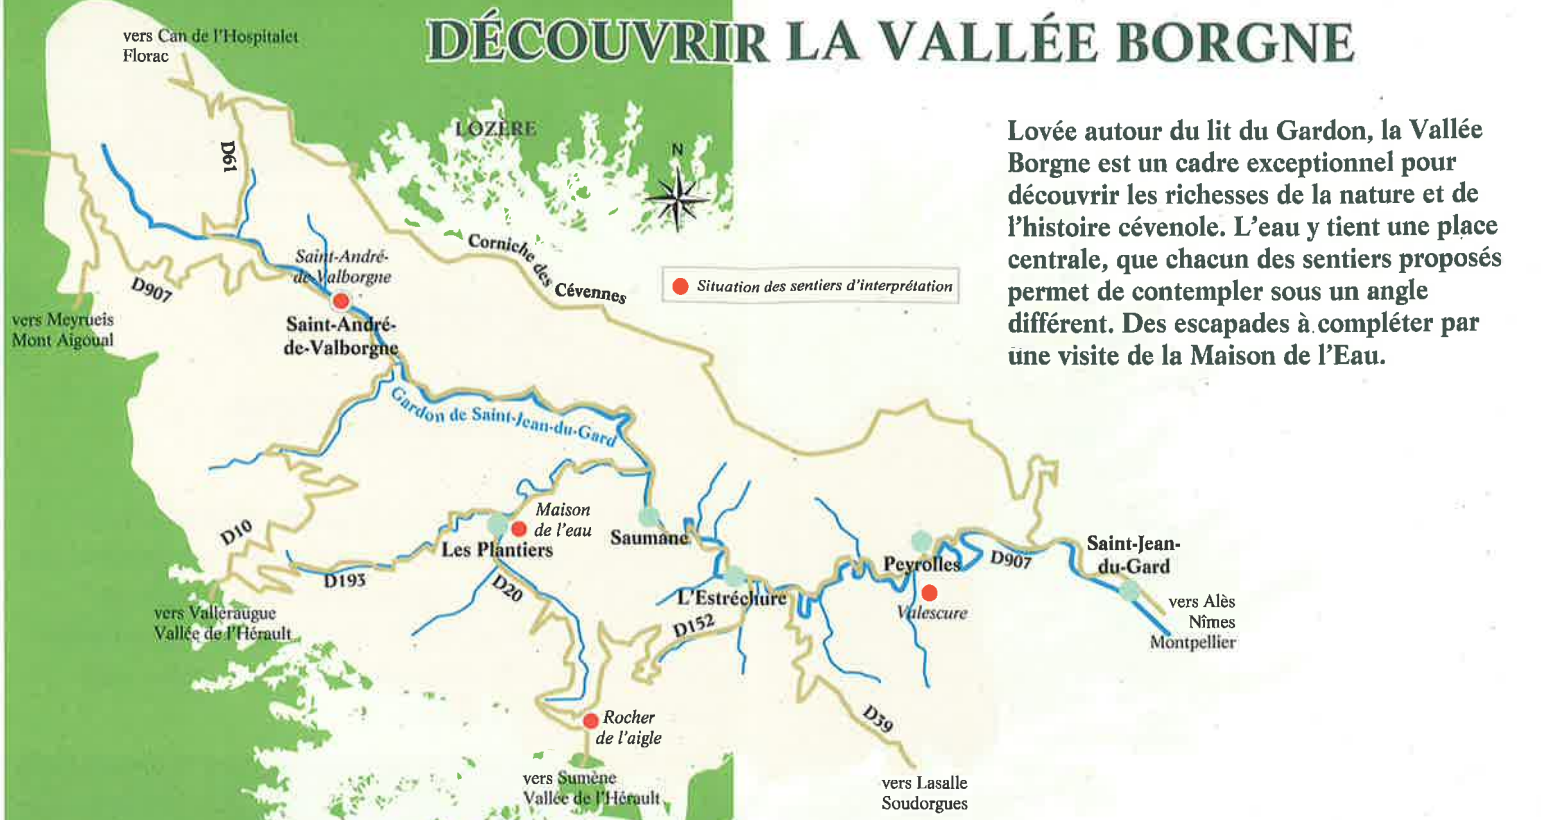 DÉCOUVRIR LA VALLÉE BORGNE
vers Can de l'Hospitalet
Florac
LOZÈRE
N
D61
Lovée autour du lit du Gardon, la Vallée
Borgne est un cadre exceptionnel pour
découvrir les richesses de la nature et de
l'histoire cévenole. L'eau y tient une place
centrale, que chacun des sentiers proposés
permet de contempler sous un angle
différent. Des escapades à compléter par
une visite de la Maison de l'Eau.
Corniche des Cévennes
Saint-André-
de-Valborgne
D907
Situation des sentiers d'interprétation
vers Meyrueis
Mont Aigoual
Saint-André-
de-Valborgne
Gardon de Saint-Jean-du-Gard
Maison
de l'eau
D10
Les Plantiers
Saumane
D193
D20
Peyrolles
D907
Saint-Jean-
du-Gard
L'Estréchure
Valescure
vers Alès
Nîmes
Montpellier
vers Valleraugue
Vallée de l'Hérault
D152
Rocher
de l'aigle
D39
vers Sumène
Vallée de l'Hérault
vers Lasalle
Soudorgues